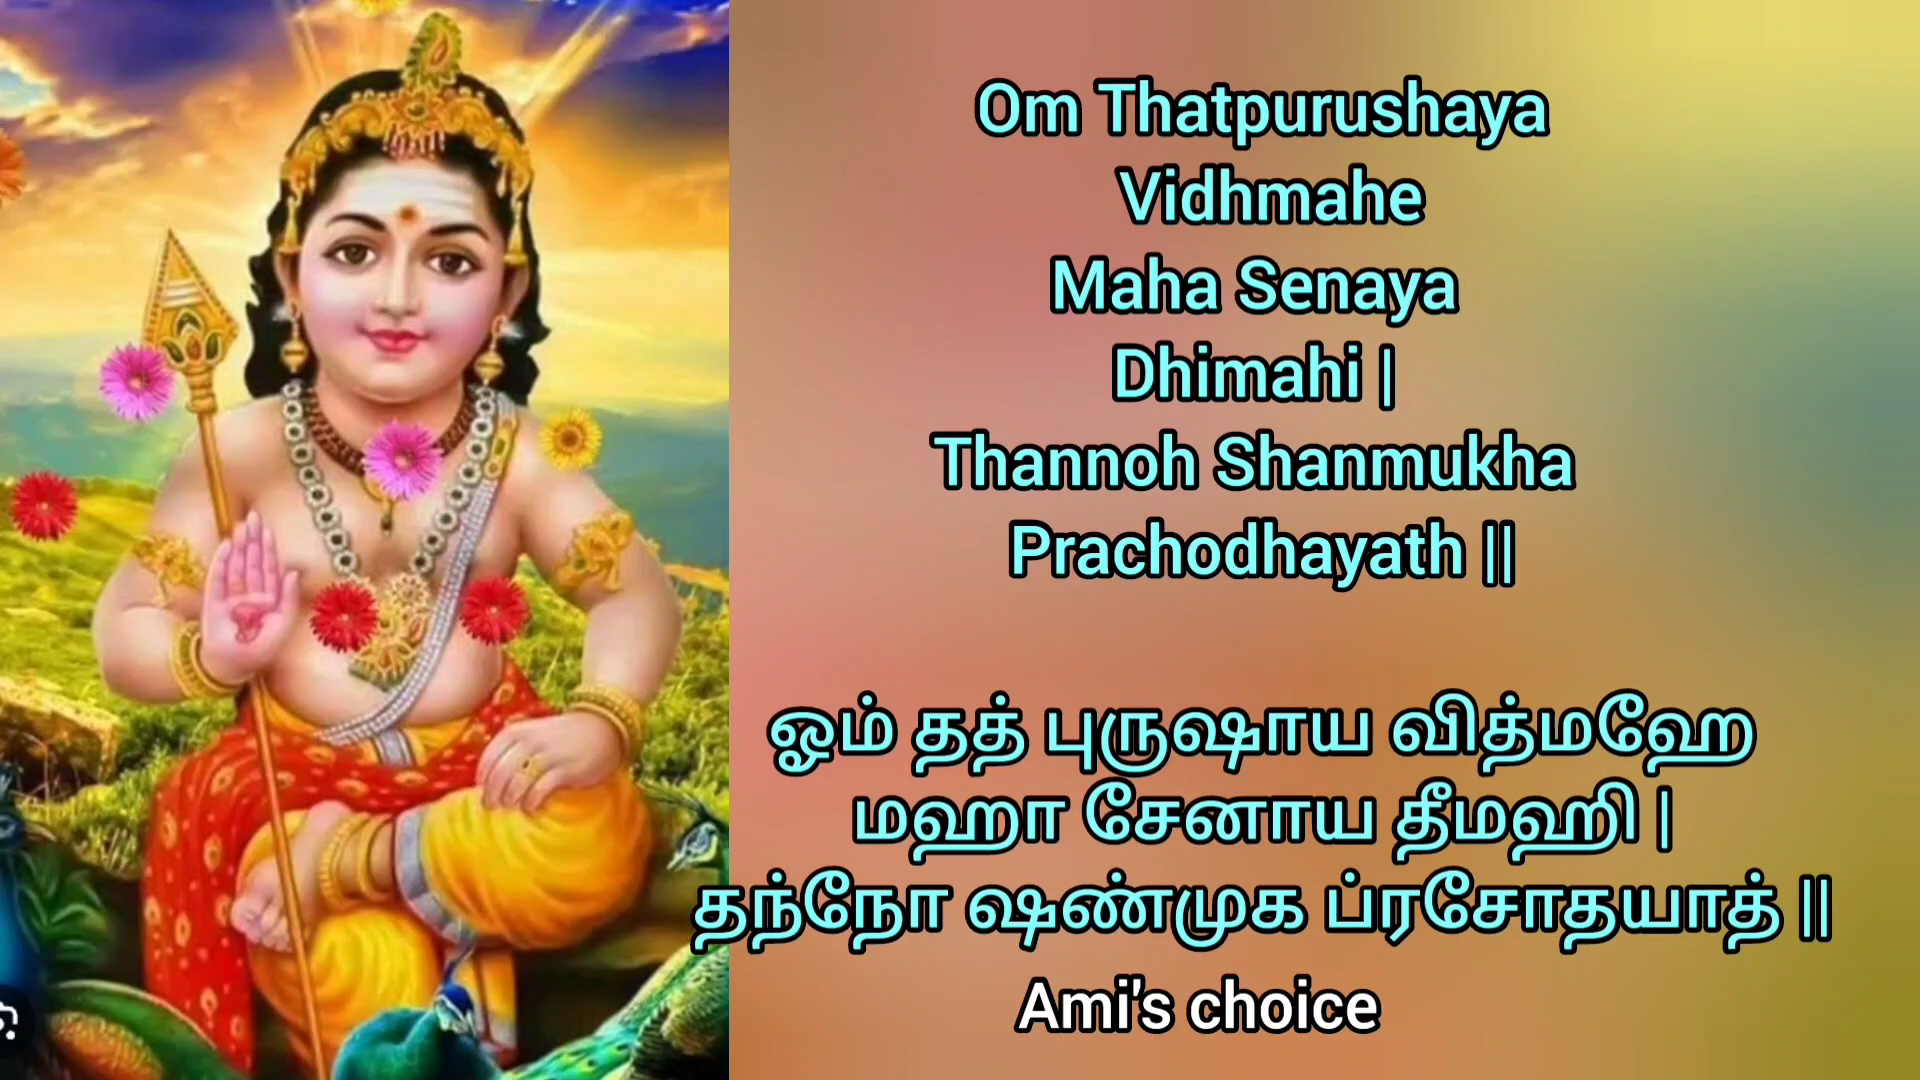 Om Thatpurushaya
Vidhmahe
Maha Senaya
Dhimahi |
Thannoh Shanmukha
Prachodhayath ||
ஓம் தத் புருஷாய வித்மஹே
மஹா சேனாய தீமஹி |
தந்நோ ஷண்முக ப்ரசோதயாத் ||
Ami's choice